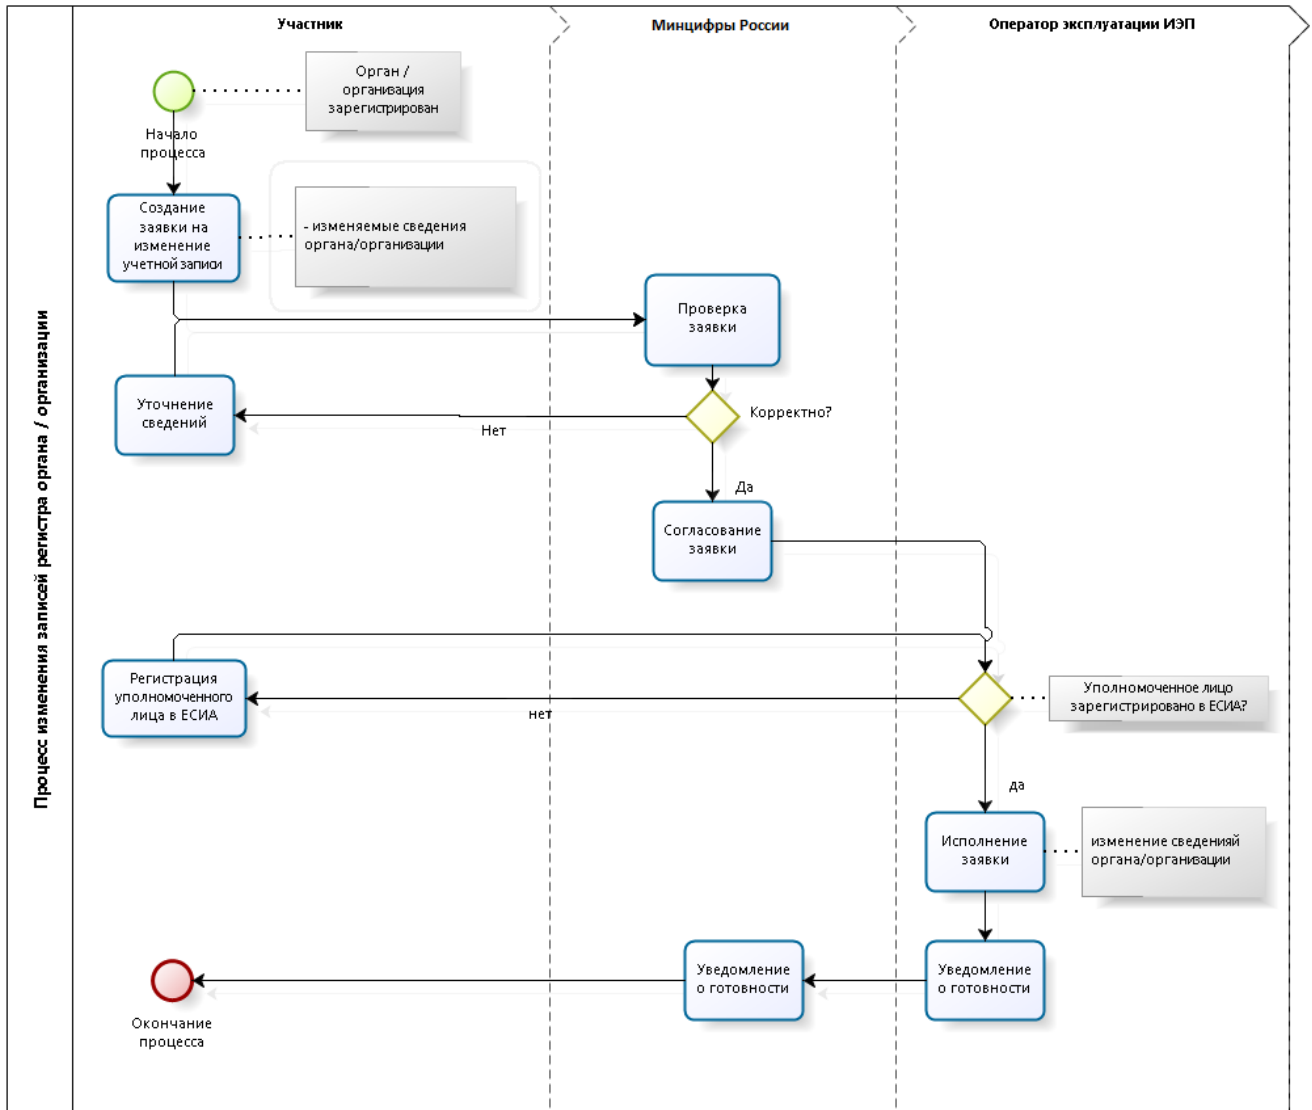 Процесс изменения записей регистра органа / организации
Участник
Минцифры России
Оператор эксплуатации ИЭП
Орган /
организация
зарегистрирован
Начало
процесса
Создание
заявки на
изменение
учетной записи
- изменяемые сведения
органа/организации
Проверка
заявки
Уточнение
сведений
Корректно?
Нет
Да
Согласование
заявки
Регистрация
уполномоченного
лица в ЕСИА
нет
Уполномоченное лицо
зарегистрировано в ЕСИА?
да
Исполнение
заявки
изменение сведенияй
органа/организации
Уведомление
о готовности
Уведомление
о готовности
Окончание
процесса